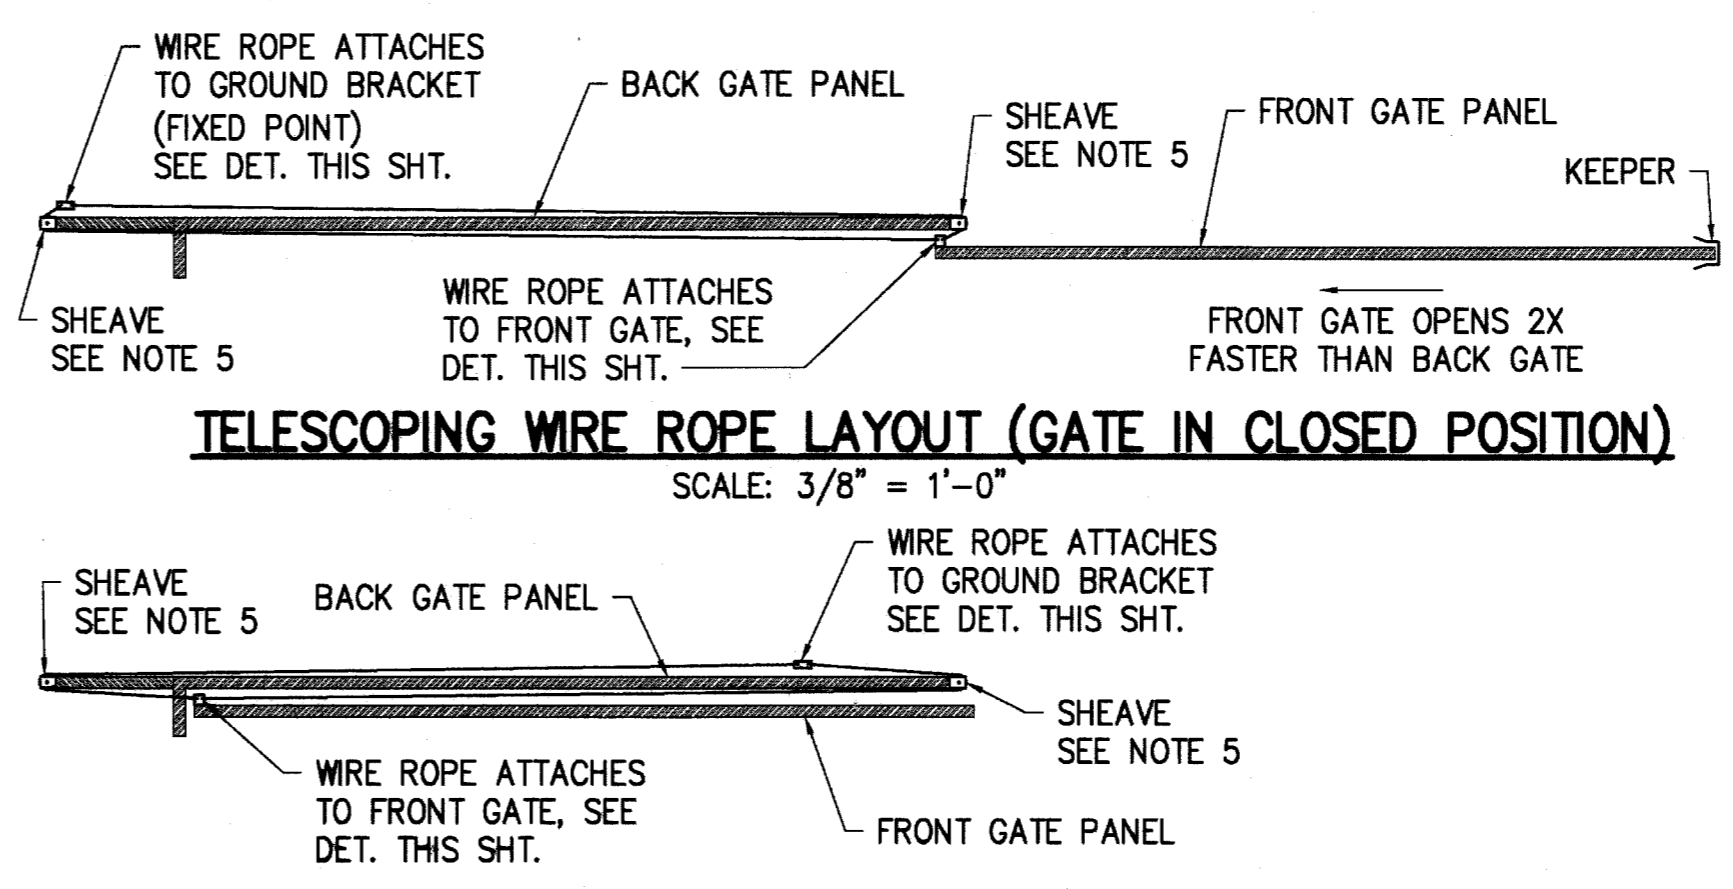 WIRE ROPE ATTACHES
TO GROUND BRACKET
(FIXED POINT)
SEE DET. THIS SHT.
BACK GATE PANEL
SHEAVE
SEE NOTE 5
FRONT GATE PANEL
KEEPER
SHEAVE
SEE NOTE 5
WIRE ROPE ATTACHES
TO FRONT GATE, SEE
DET. THIS SHT.
FRONT GATE OPENS 2X
FASTER THAN BACK GATE
TELESCOPING WIRE ROPE LAYOUT (GATE IN CLOSED POSITION)
SCALE: 3/8" = 1'-0"
SHEAVE
SEE NOTE 5
BACK GATE PANEL
WIRE ROPE ATTACHES
TO GROUND BRACKET
SEE DET. THIS SHT.
SHEAVE
SEE NOTE 5
WIRE ROPE ATTACHES
TO FRONT GATE, SEE
DET. THIS SHT.
FRONT GATE PANEL